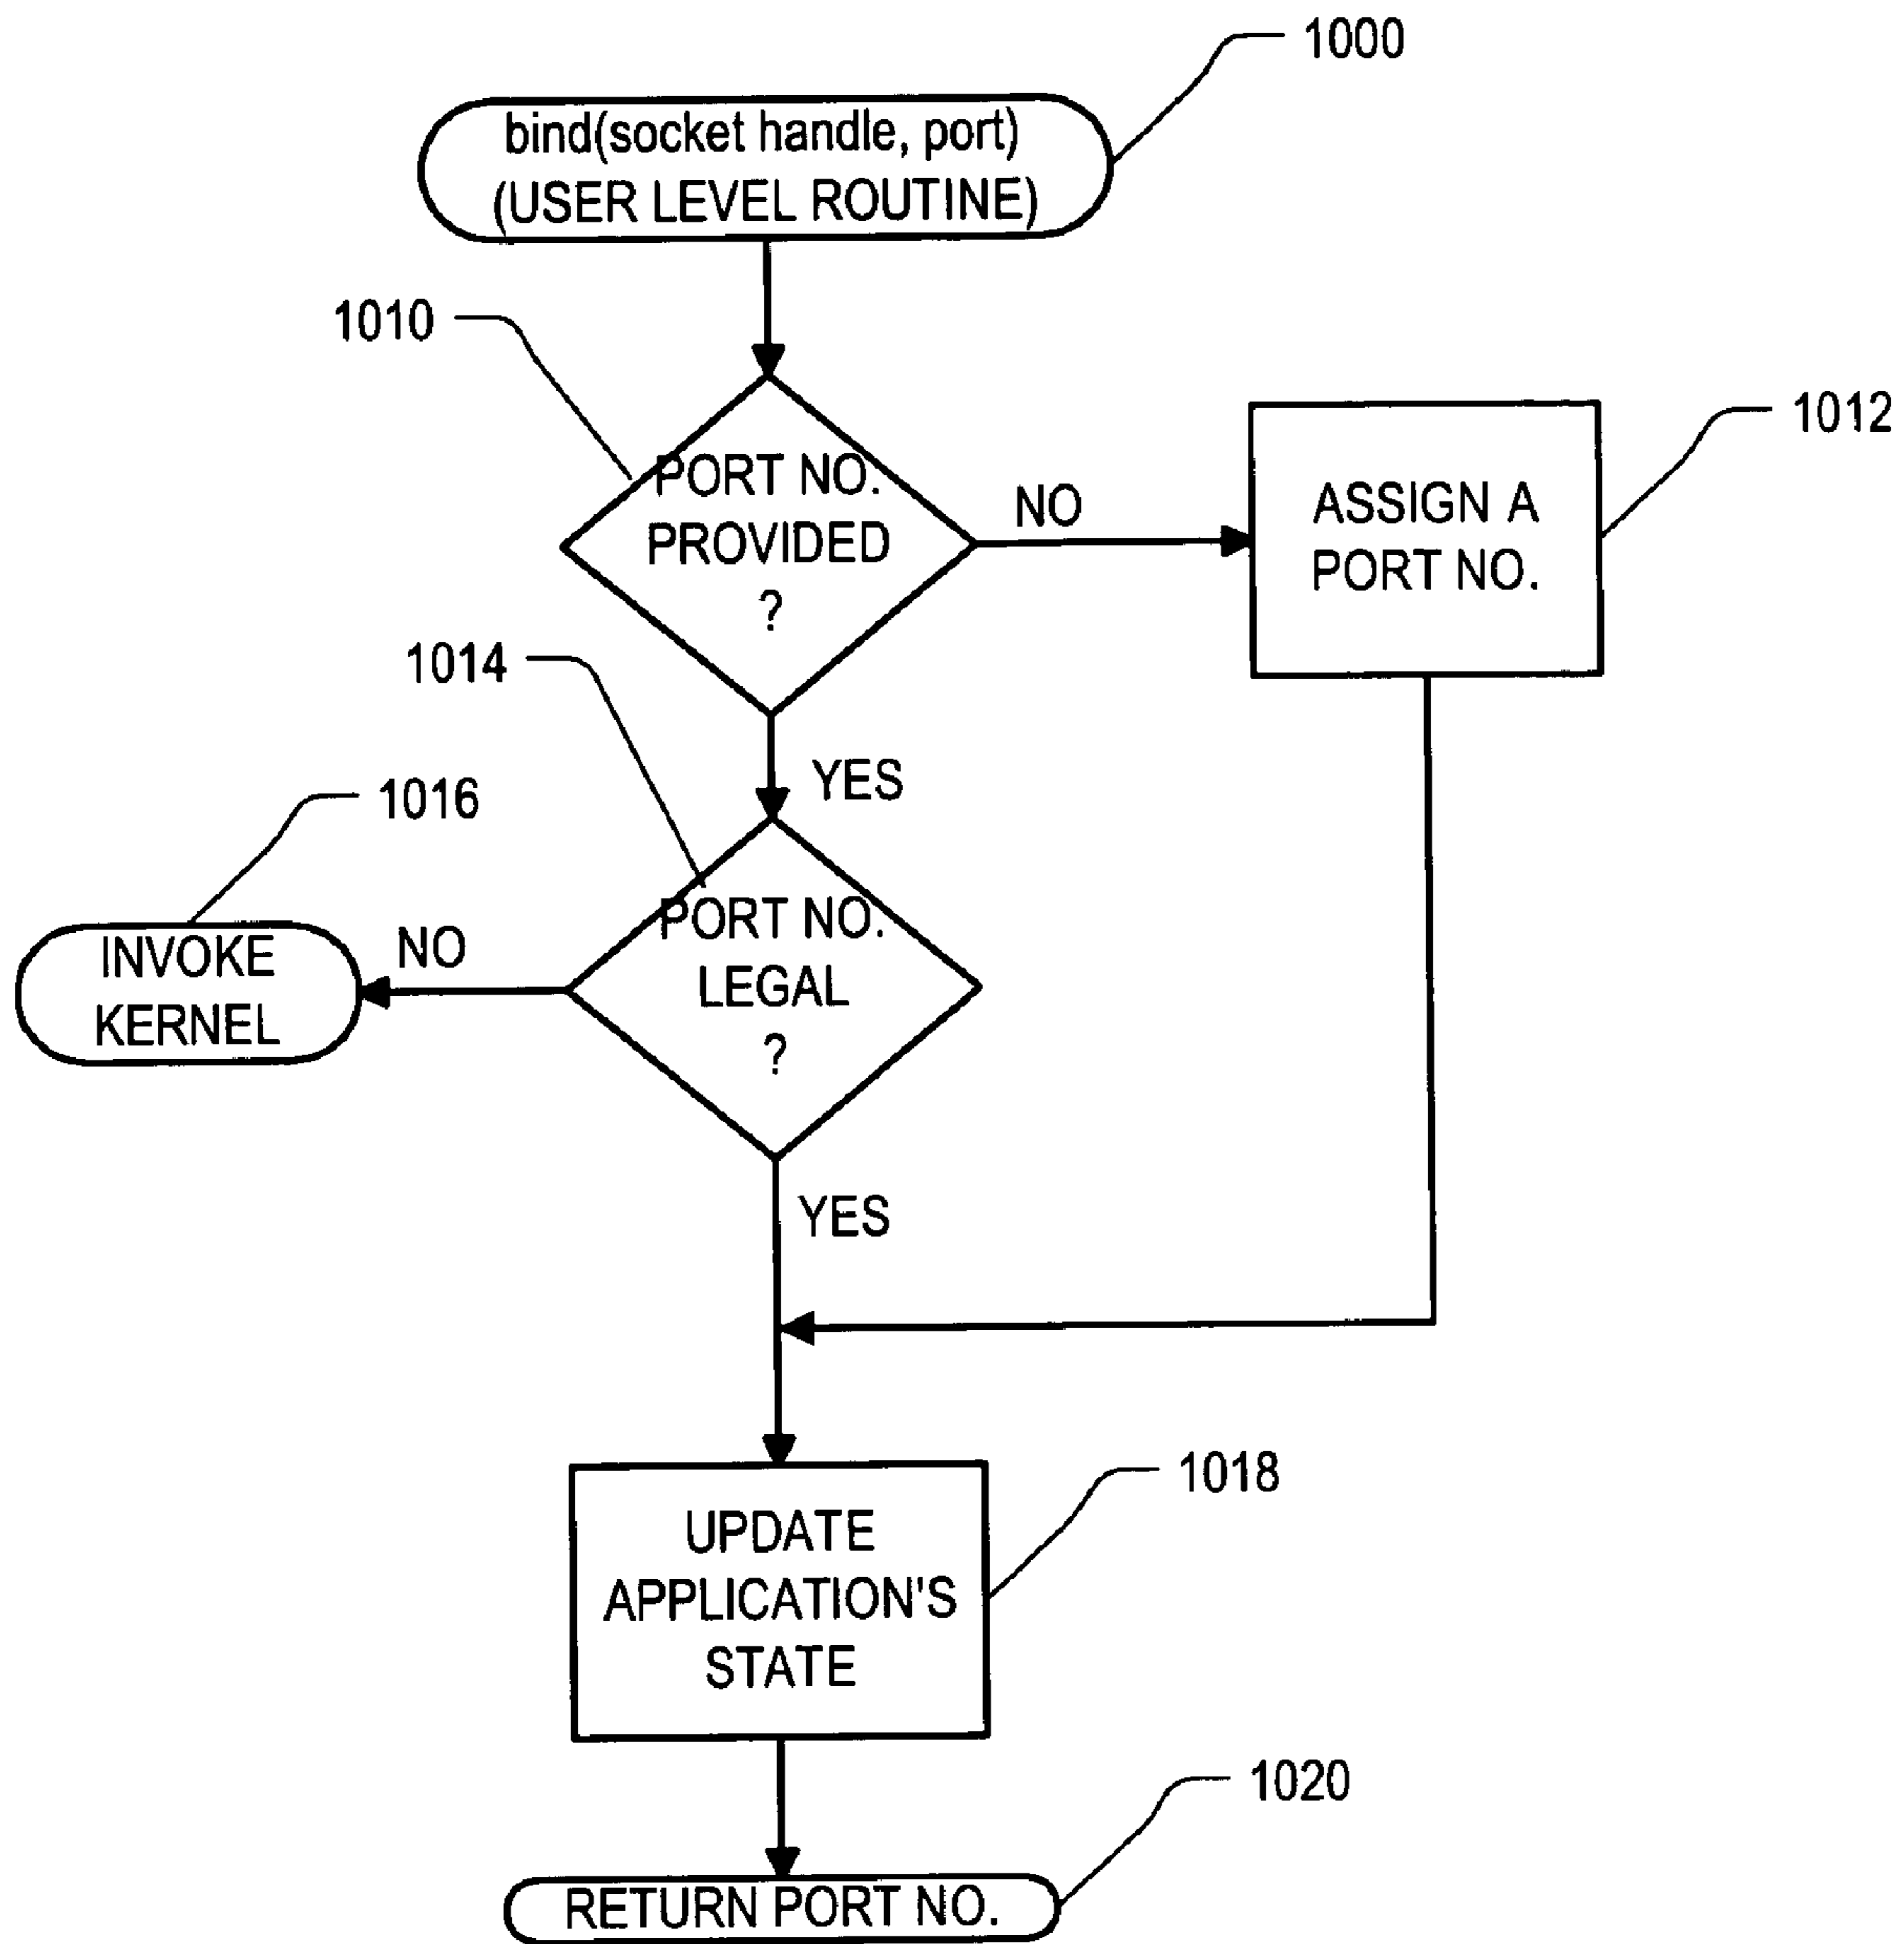 1000
bind(socket handle, port)
(USER LEVEL ROUTINE)
1010
PORT NO.
PROVIDED
?
NO
ASSIGN A
PORT NO.
1012
1014
YES
1016
PORT NO.
LEGAL
?
NO
INVOKE
KERNEL
YES
1018
UPDATE
APPLICATION'S
STATE
1020
RETURN PORT NO.